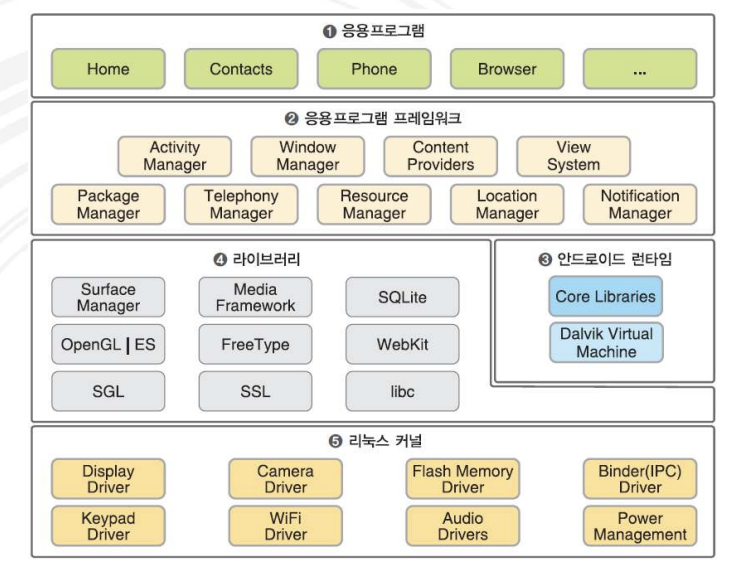 ❶ 응용프로그램
Home
Contacts
Phone
Browser
...
❷ 응용프로그램 프레임워크
Activity
Manager
Window
Manager
Content
Providers
View
System
Package
Manager
Telephony
Manager
Resource
Manager
Location
Manager
Notification
Manager
❹ 라이브러리
Surface
Manager
Media
Framework
SQLite
OpenGL | ES
FreeType
WebKit
SGL
SSL
libc
❸ 안드로이드 런타임
Core Libraries
Dalvik Virtual
Machine
❺ 리눅스 커널
Display
Driver
Camera
Driver
Flash Memory
Driver
Binder(IPC)
Driver
Keypad
Driver
WiFi
Driver
Audio
Drivers
Power
Management